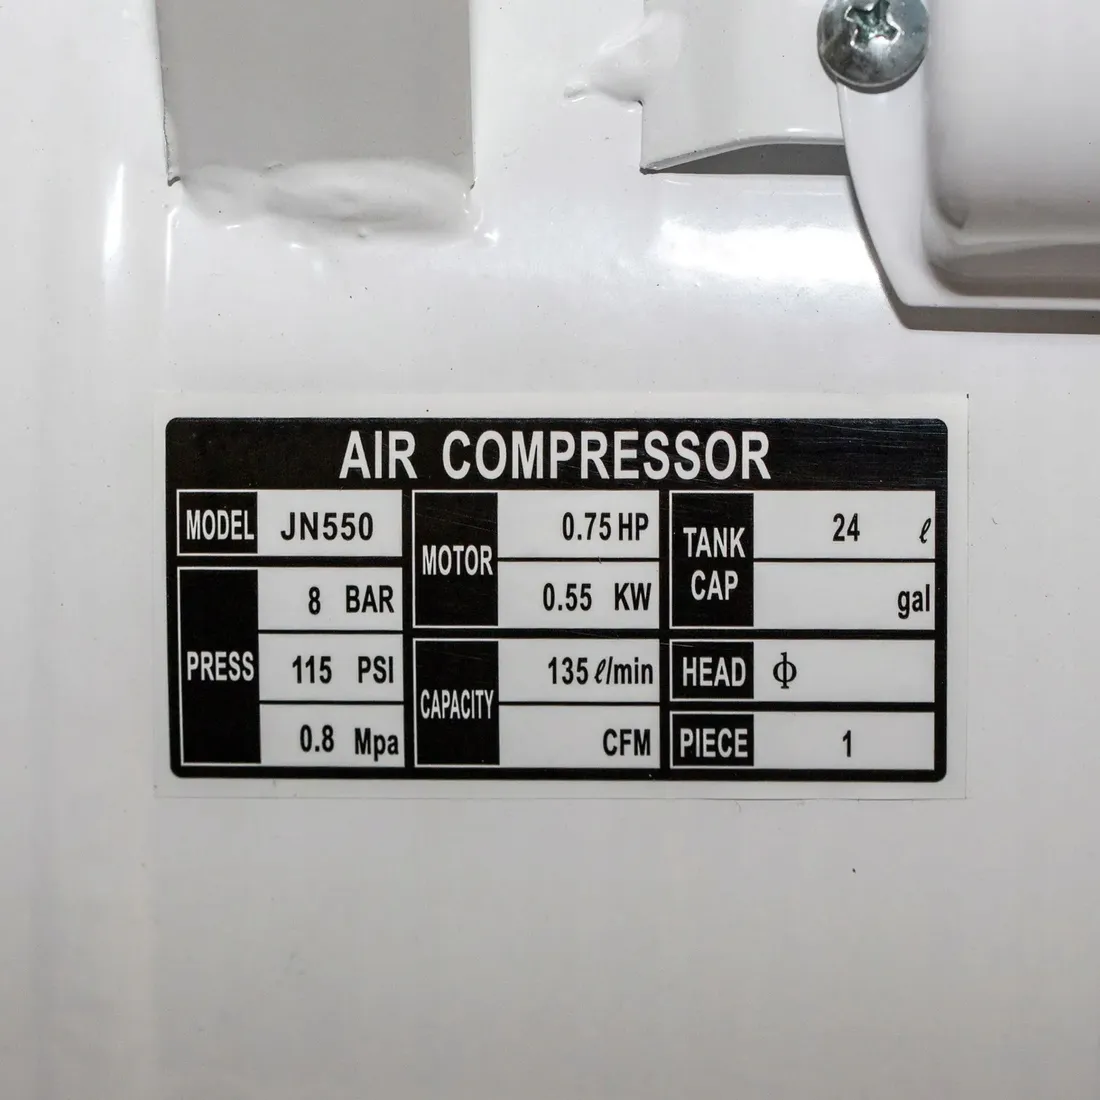 AIR COMPRESSOR
MODEL JN550
PRESS
8 BAR
115 PSI
0.8 Mpa
MOTOR
0.75 HP
0.55 KW
CAPACITY
135 ℓ/min
CFM
TANK
CAP
24 ℓ
gal
HEAD ф
PIECE 1